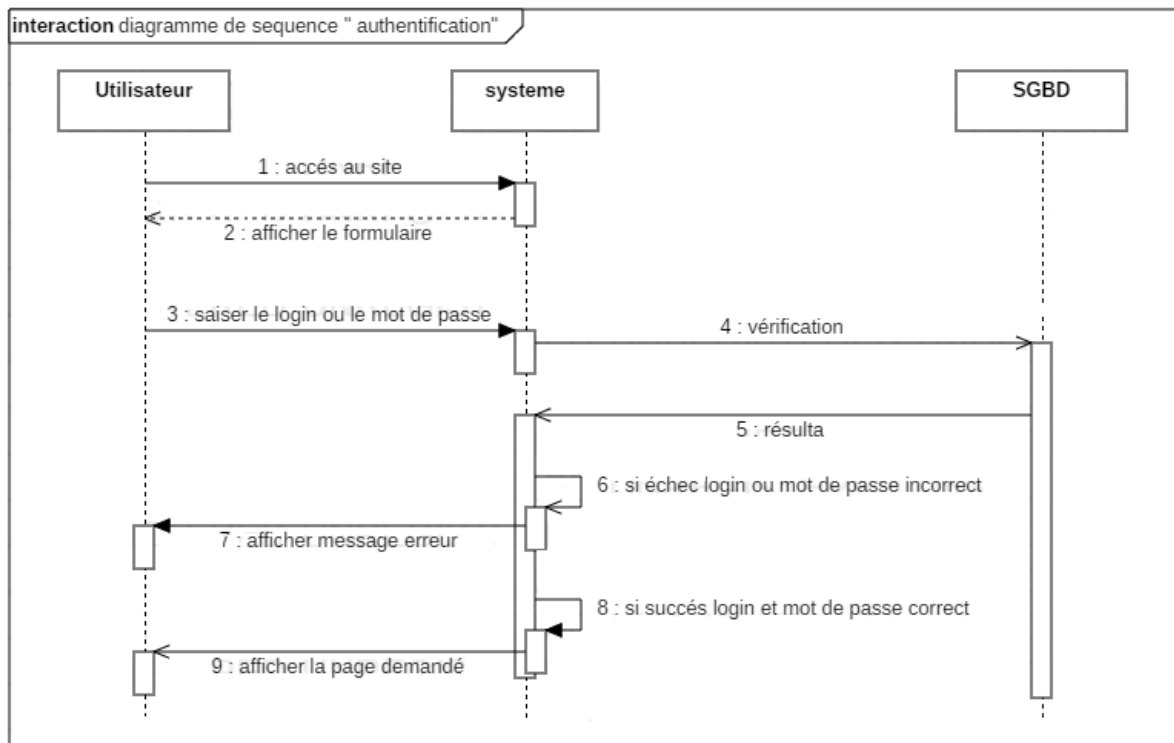 interaction diagramme de sequence " authentification"
Utilisateur
systeme
SGBD
1 : accés au site
2 : afficher le formulaire
3 : saiser le login ou le mot de passe
4 : vérification
5 : résulta
6 : si échec login ou mot de passe incorrect
7 : afficher message erreur
8 : si succés login et mot de passe correct
9 : afficher la page demandé